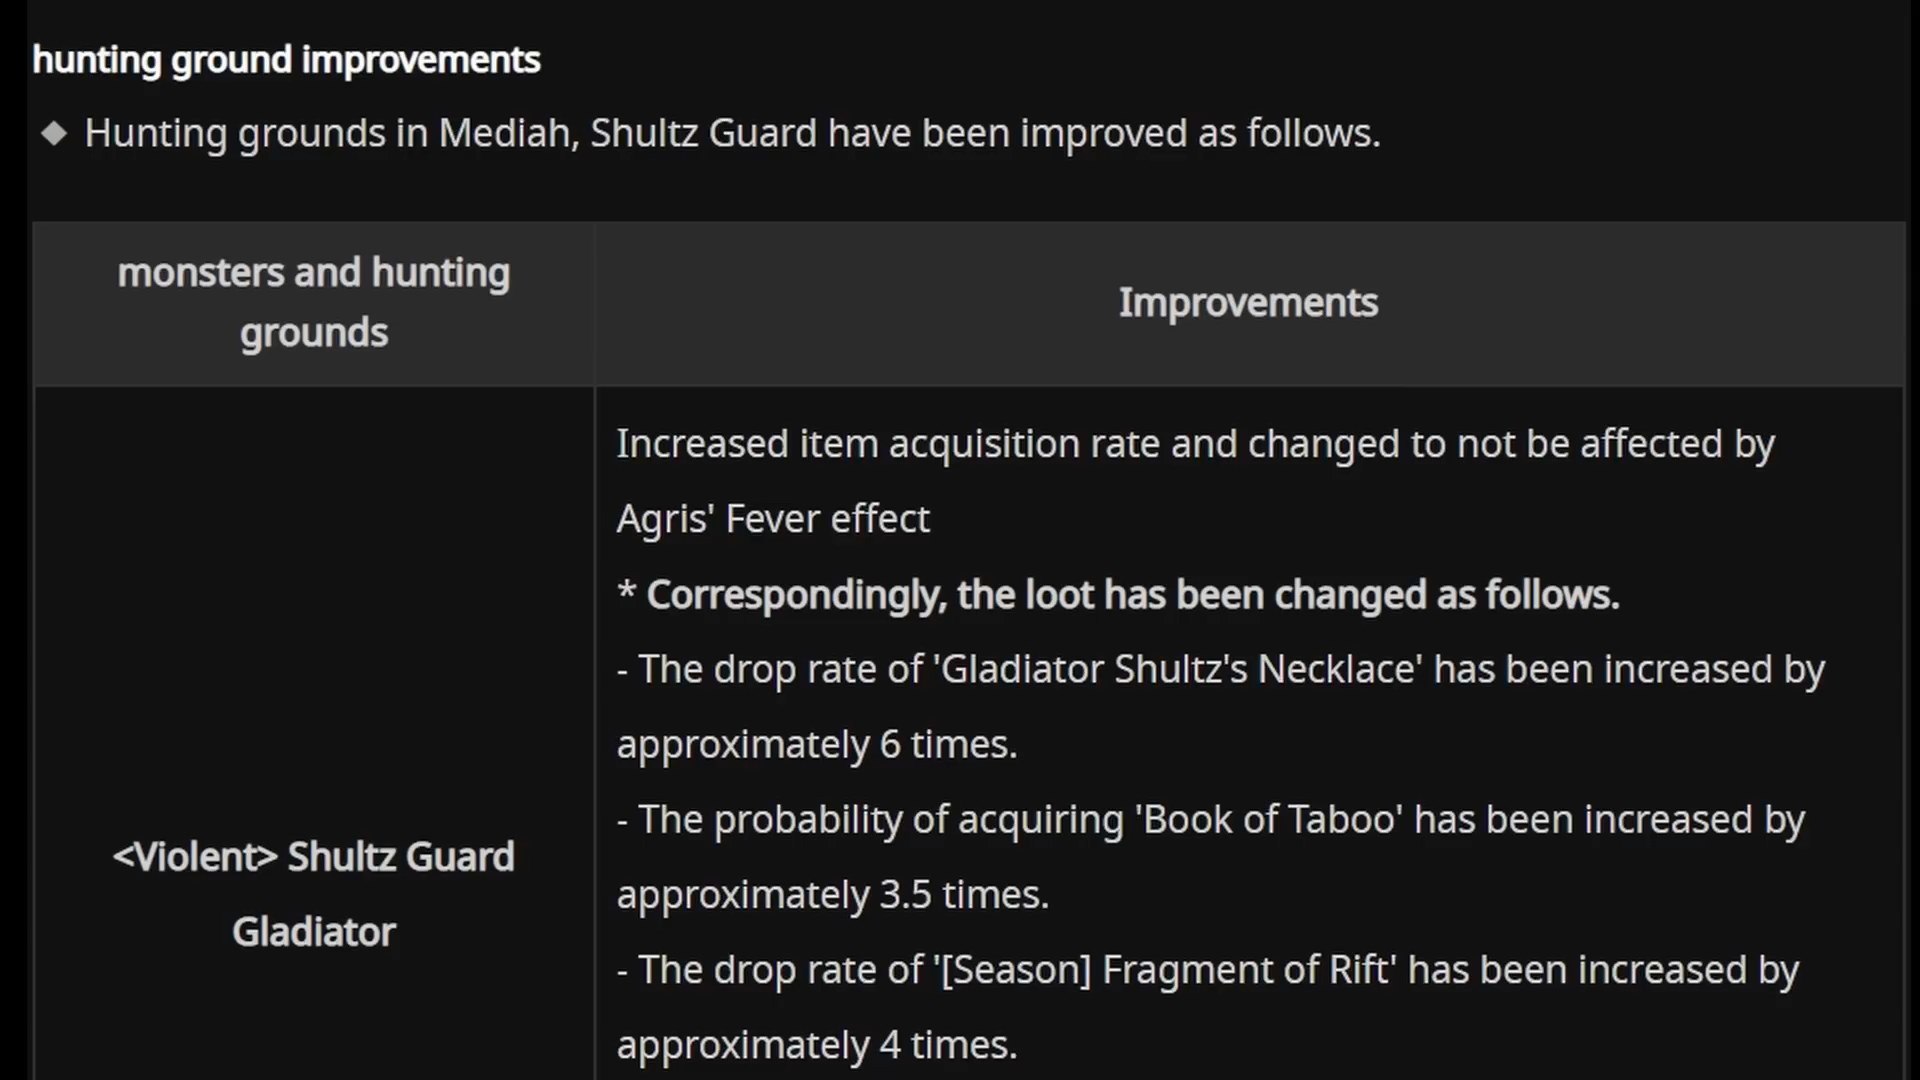 hunting ground improvements
◆ Hunting grounds in Mediah, Shultz Guard have been improved as follows.
monsters and hunting
grounds
Improvements
<Violent> Shultz Guard
Gladiator
Increased item acquisition rate and changed to not be affected by
Agris' Fever effect
* Correspondingly, the loot has been changed as follows.
- The drop rate of 'Gladiator Shultz's Necklace' has been increased by
approximately 6 times.
- The probability of acquiring 'Book of Taboo' has been increased by
approximately 3.5 times.
- The drop rate of '[Season] Fragment of Rift' has been increased by
approximately 4 times.